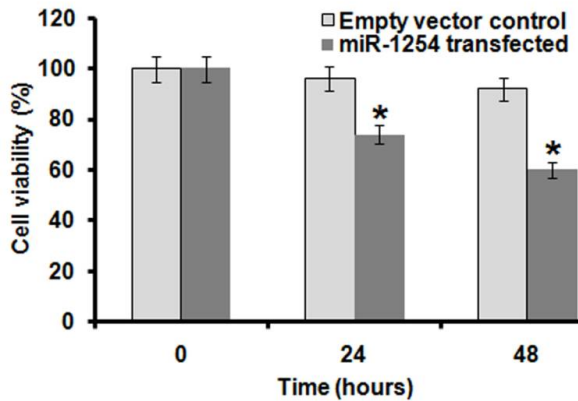 Empty vector control
miR-1254 transfected
Cell viability (%)
120
100
80
60
40
20
0
*
*
0 24 48
Time (hours)